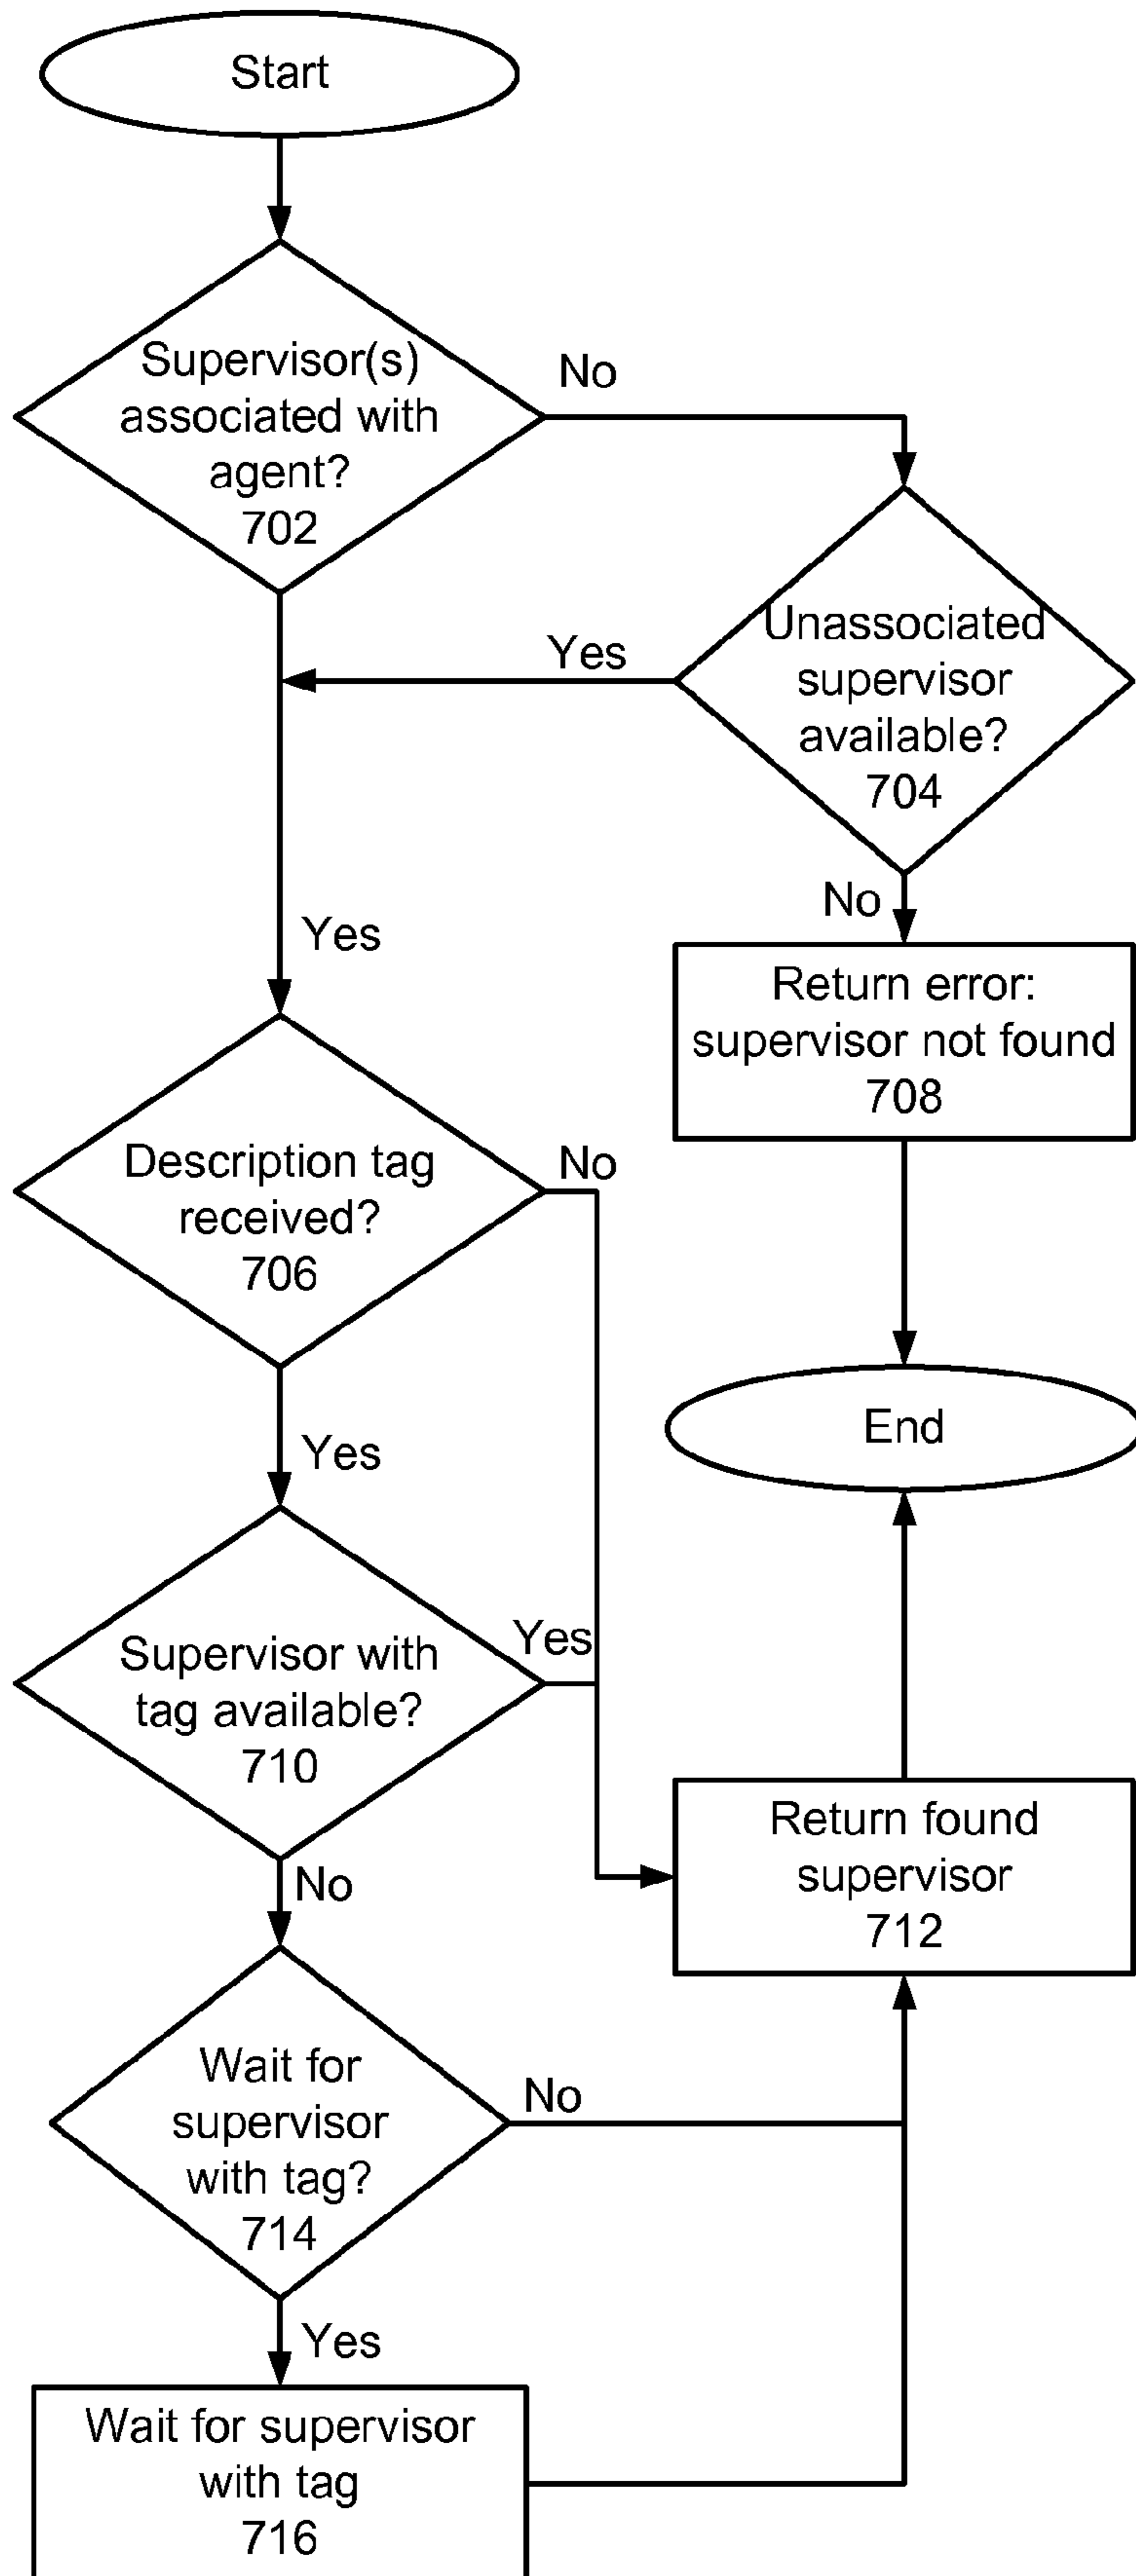 Start
Supervisor(s)
associated with
agent?
702
No
Unassociated
supervisor
available?
704
Yes
No
Yes
Return error:
supervisor not found
708
Description tag
received?
706
No
Yes
End
Supervisor with
tag available?
710
Yes
No
Return found
supervisor
712
Wait for
supervisor
with tag?
714
No
Yes
Wait for supervisor
with tag
716